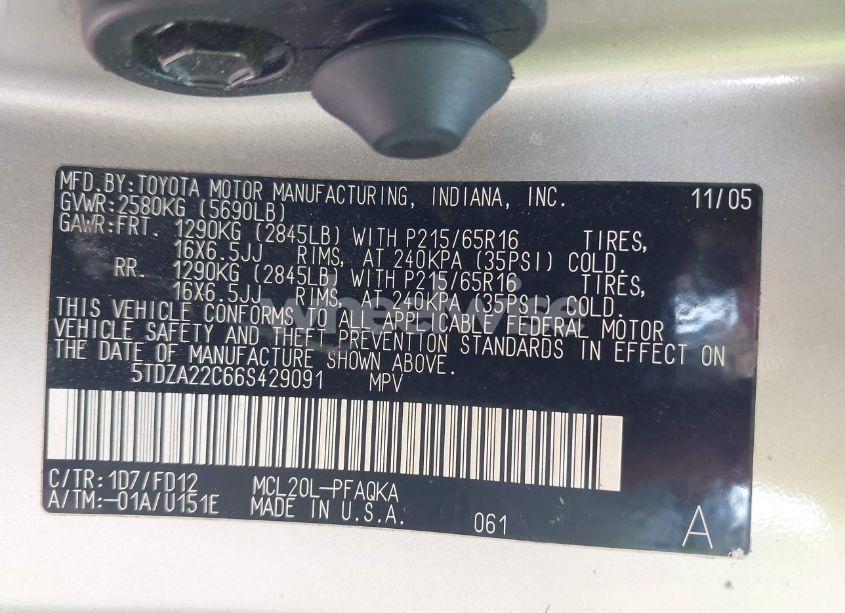 MFD.BY:TOYOTA MOTOR MANUFACTURING, INDIANA, INC. 11/05
GVWR:2580KG (5690LB)
GAWR:FRT. 1290KG (2845LB) WITH P215/65R16 TIRES,
16X6.5JJ RIMS, AT 240KPA (35PSI) COLD.
RR. 1290KG (2845LB) WITH P215/65R16 TIRES,
16X6.5JJ RIMS, AT 240KPA (35PSI) COLD.
THIS VEHICLE CONFORMS TO ALL APPLICABLE FEDERAL MOTOR
VEHICLE SAFETY AND THEFT PREVENTION STANDARDS IN EFFECT ON
THE DATE OF MANUFACTURE SHOWN ABOVE.
5TDZA22C66S429091 MPV
C/TR:1D7/FD12 MCL20L-PFAQKA
A/TM:-01A/U151E MADE IN U.S.A. 061 A